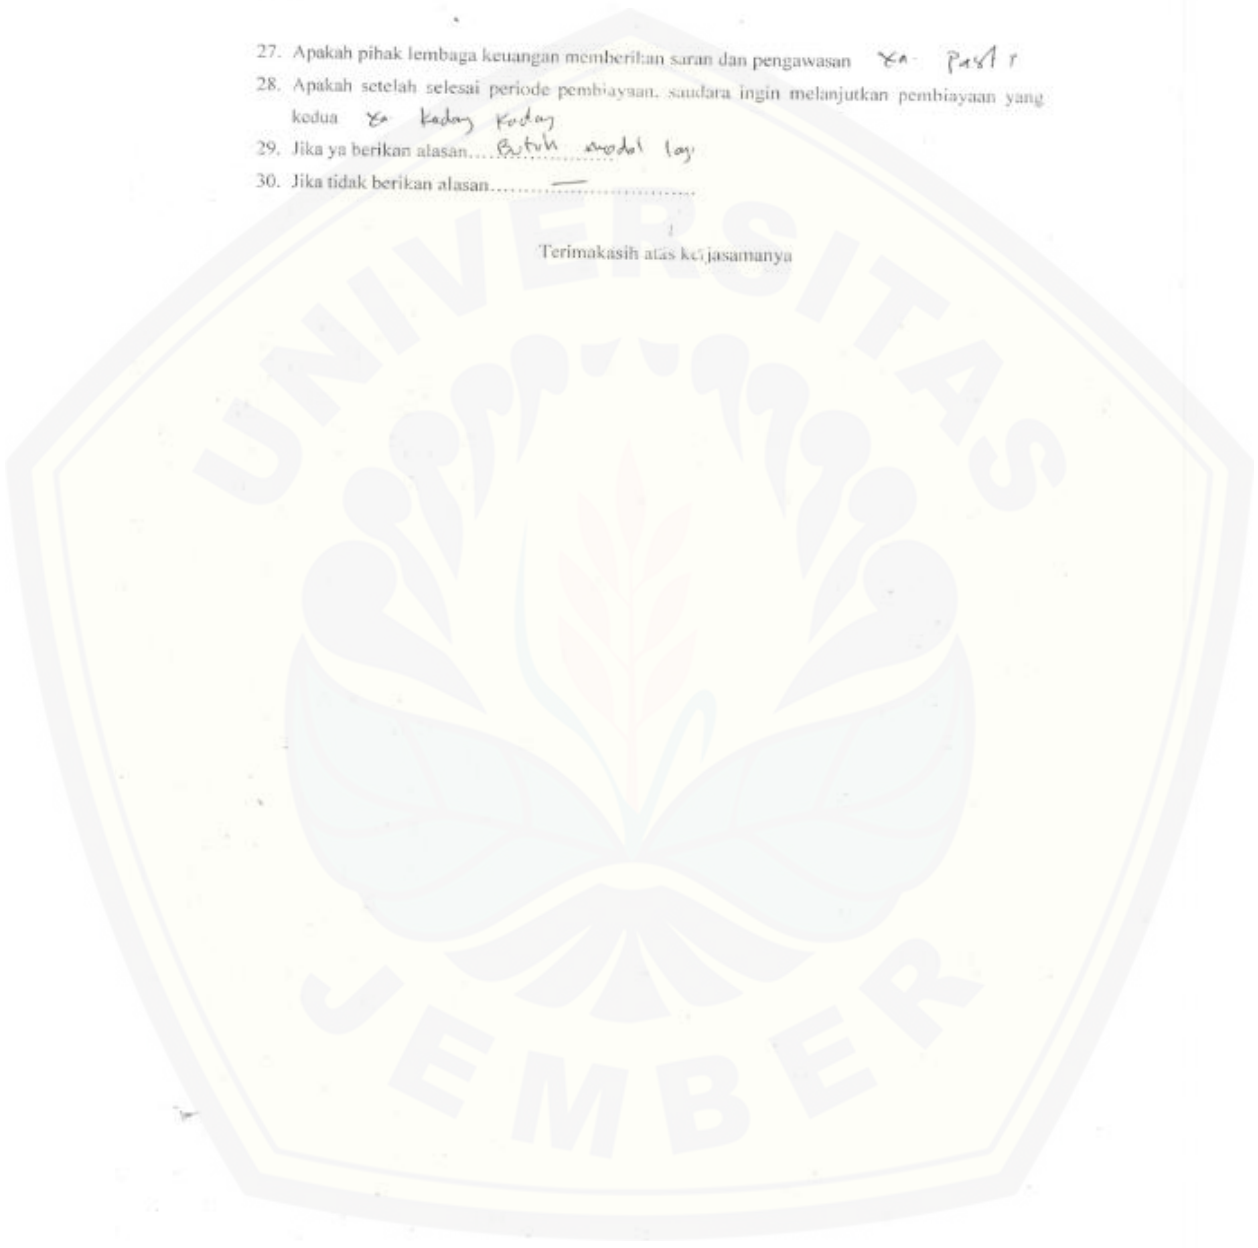 27. Apakah pihak lembaga keuangan memberikan saran dan pengawasan ya. Pasti
28. Apakah setelah selesai periode pembiayaan, saudara ingin melanjutkan pembiayaan yang
kedua ya kadang kadang
29. Jika ya berikan alasan.... Butuh modal lagi
30. Jika tidak berikan alasan..... — .....
Terimakasih atas kerjasamanya
UNIVERSITAS
JEMBER